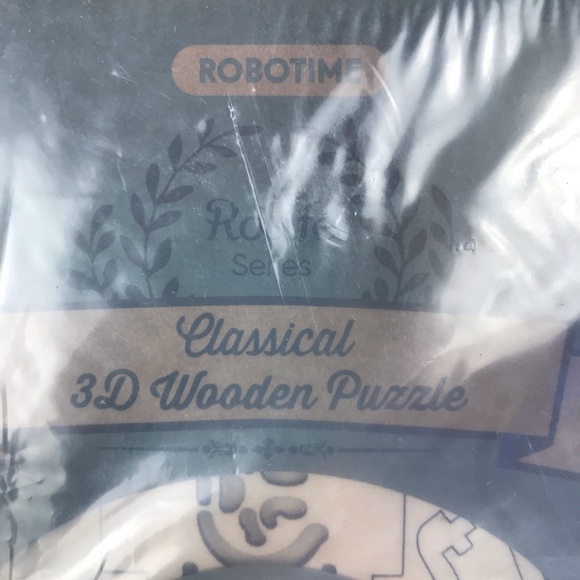 ROBOTIME
Series
Classical
3D Wooden Puzzle